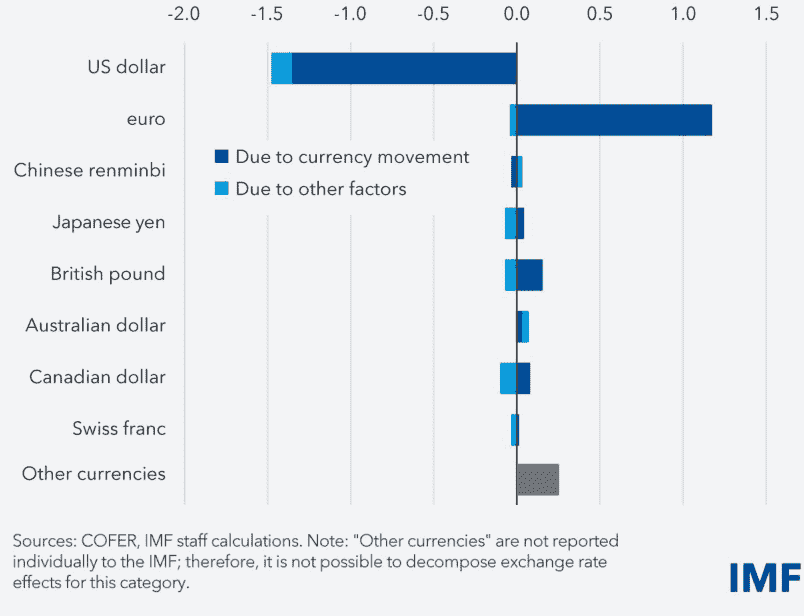 -2.0 -1.5 -1.0 -0.5 0.0 0.5 1.0 1.5
US dollar
euro
Due to currency movement
Chinese renminbi
Due to other factors
Japanese yen
British pound
Australian dollar
Canadian dollar
Swiss franc
Other currencies
Sources: COFER, IMF staff calculations. Note: "Other currencies" are not reported
individually to the IMF; therefore, it is not possible to decompose exchange rate
effects for this category.
IMF